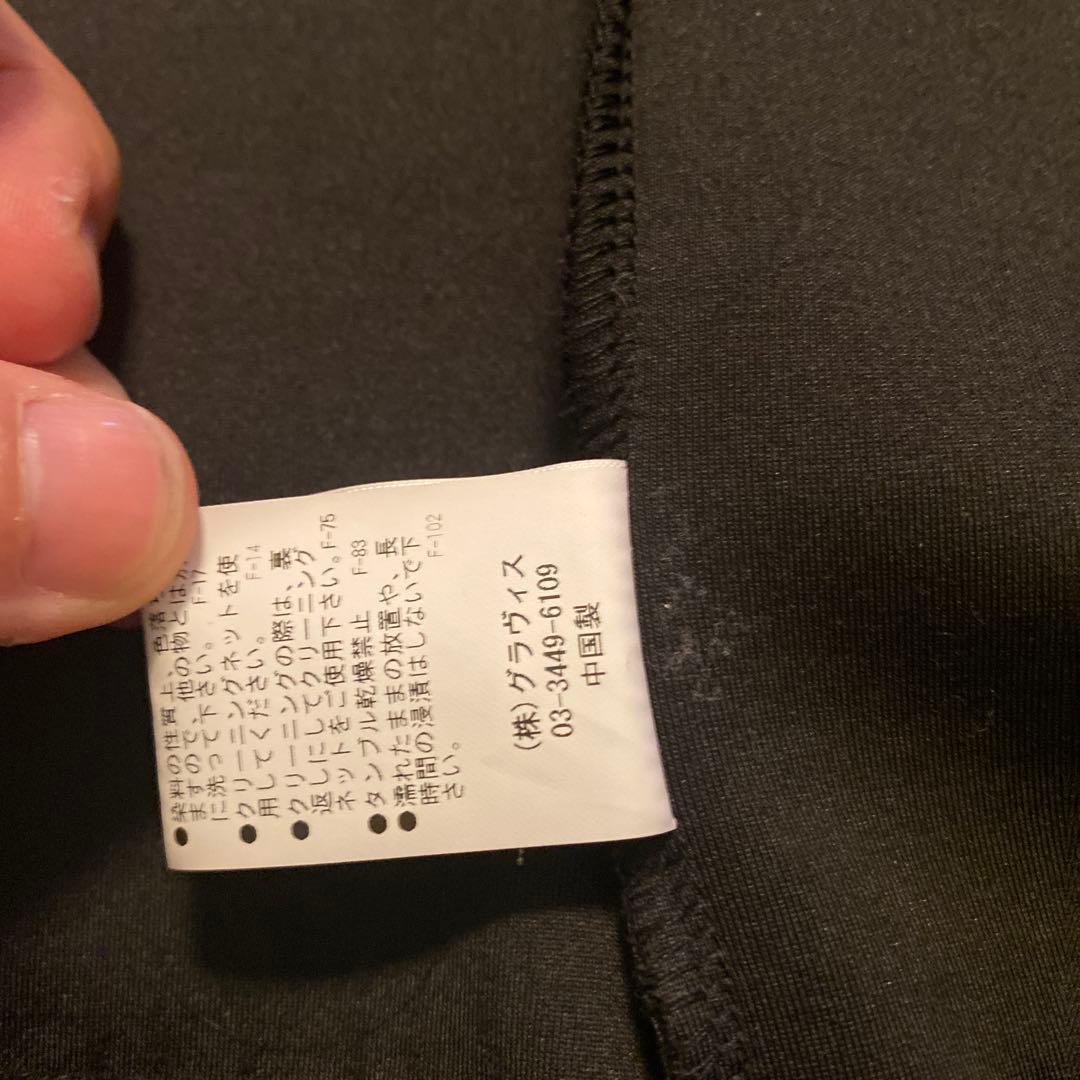 ●染料の性質上、色落
ますので、他の物とは
に洗って下さい。 F-17
●クリーニングネットを使
用してください。 F-14
●クリーニングの際は、裏
返しにしてクリーニング
ネットをご使用下さい。F-75
●タンブル乾燥禁止 F-83
●濡れたままの放置や、長
時間の浸漬はしないで下
さい。 F-102
(株)グラヴィス
03-3449-6109
中国製